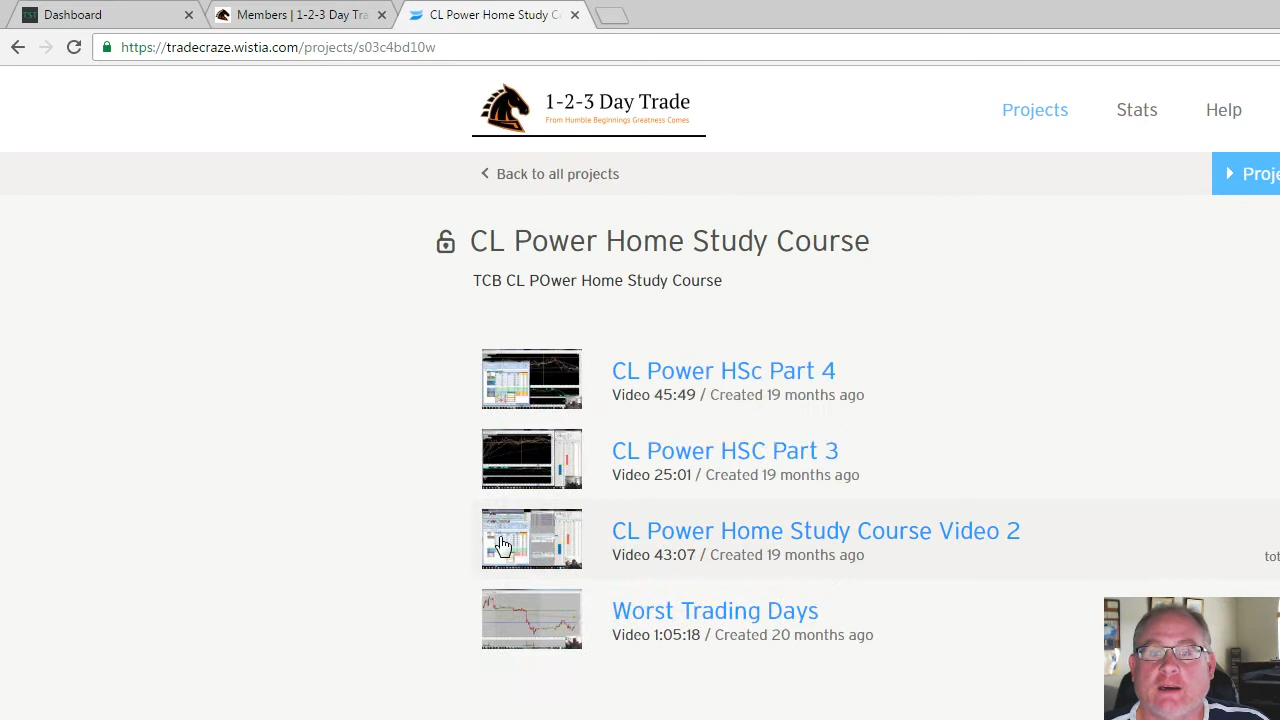 Dashboard
Members | 1-2-3 Day Tra
CL Power Home Study C
https://tradecraze.wistia.com/projects/s03c4bd10w
1-2-3 Day Trade
From Humble Beginnings Greatness Comes
Projects
Stats
Help
Back to all projects
Proje
CL Power Home Study Course
TCB CL POwer Home Study Course
CL Power HSc Part 4
Video 45:49 / Created 19 months ago
CL Power HSC Part 3
Video 25:01 / Created 19 months ago
CL Power Home Study Course Video 2
Video 43:07 / Created 19 months ago
tot
Worst Trading Days
Video 1:05:18 / Created 20 months ago